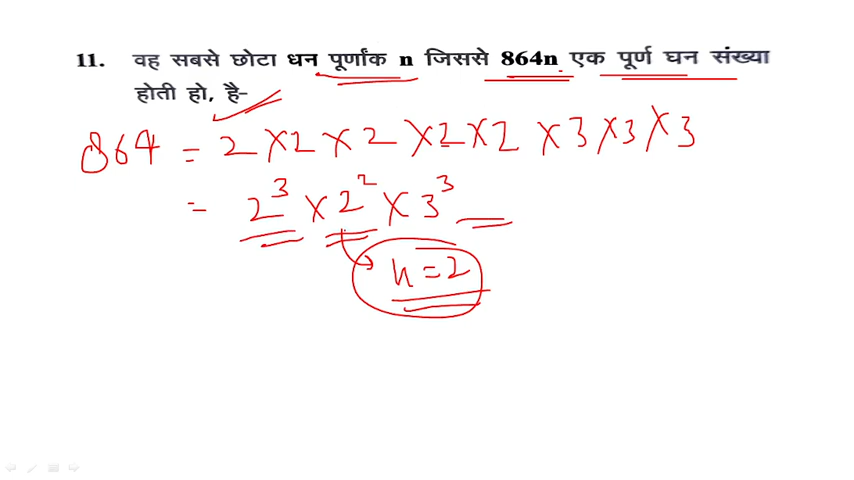 11. वह सबसे छोटा धन पूर्णांक n जिससे 864n एक पूर्ण घन संख्या
होती हो, है-
864 = 2 × 2 × 2 × 2 × 2 × 3 × 3 × 3
= 2³ × 2² × 3³
n = 2